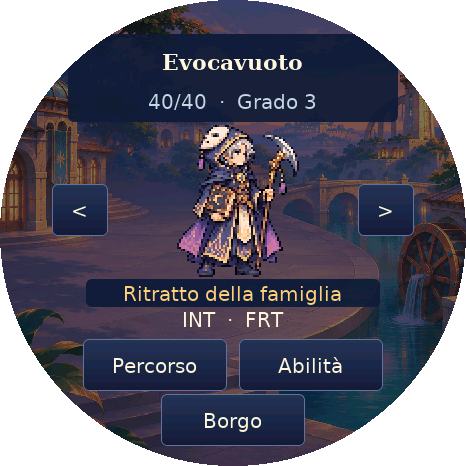 Evocavuoto
40/40 · Grado 3
< >
Ritratto della famiglia
INT · FRT
Percorso Abilità
Borgo